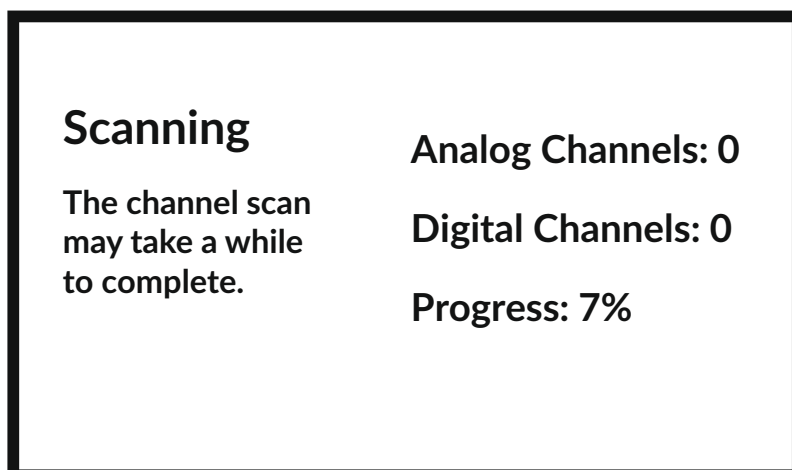 Scanning
The channel scan
may take a while
to complete.
Analog Channels: 0
Digital Channels: 0
Progress: 7%